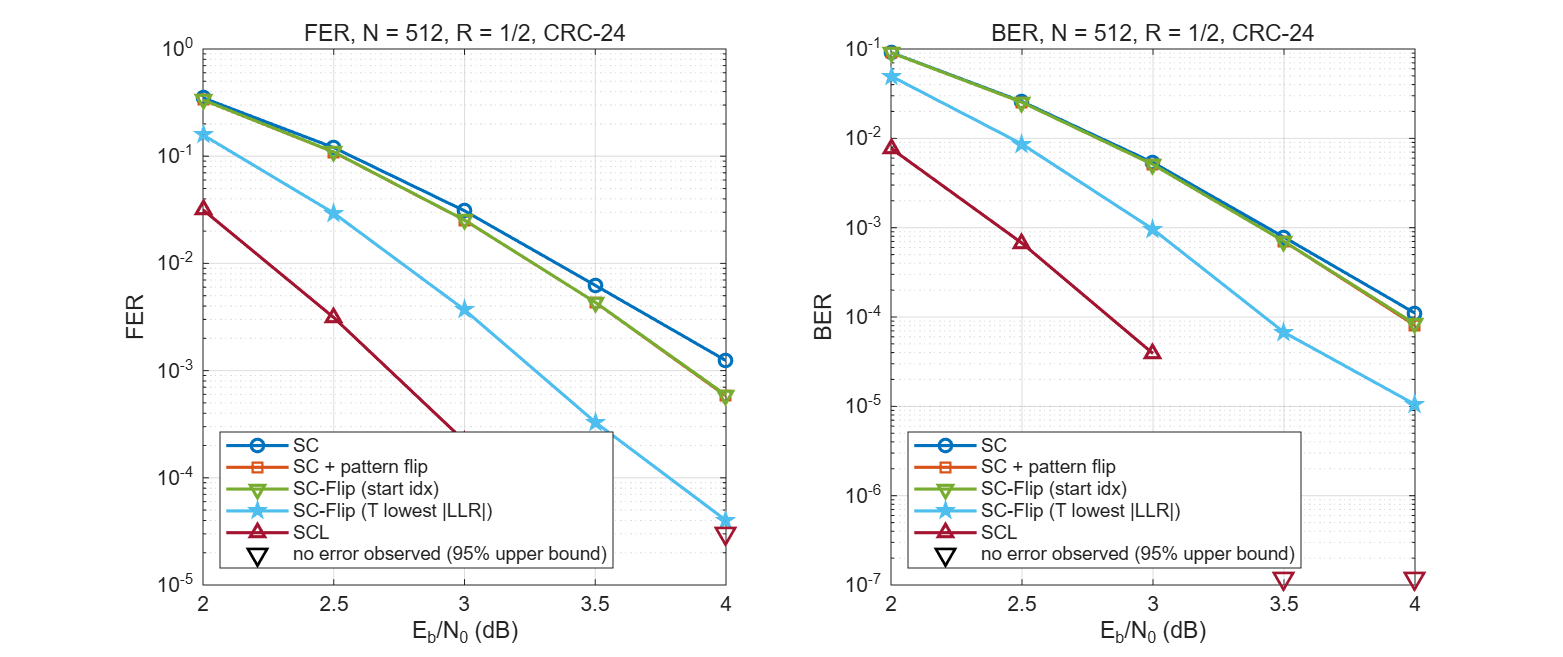 FER, N = 512, R = 1/2, CRC-24
10^0
10^-1
10^-2
10^-3
10^-4
10^-5
FER
2
2.5
3
3.5
4
E_b/N_0 (dB)
SC
SC + pattern flip
SC-Flip (start idx)
SC-Flip (T lowest |LLR|)
SCL
no error observed (95% upper bound)
BER, N = 512, R = 1/2, CRC-24
10^-1
10^-2
10^-3
10^-4
10^-5
10^-6
10^-7
BER
2
2.5
3
3.5
4
E_b/N_0 (dB)
SC
SC + pattern flip
SC-Flip (start idx)
SC-Flip (T lowest |LLR|)
SCL
no error observed (95% upper bound)